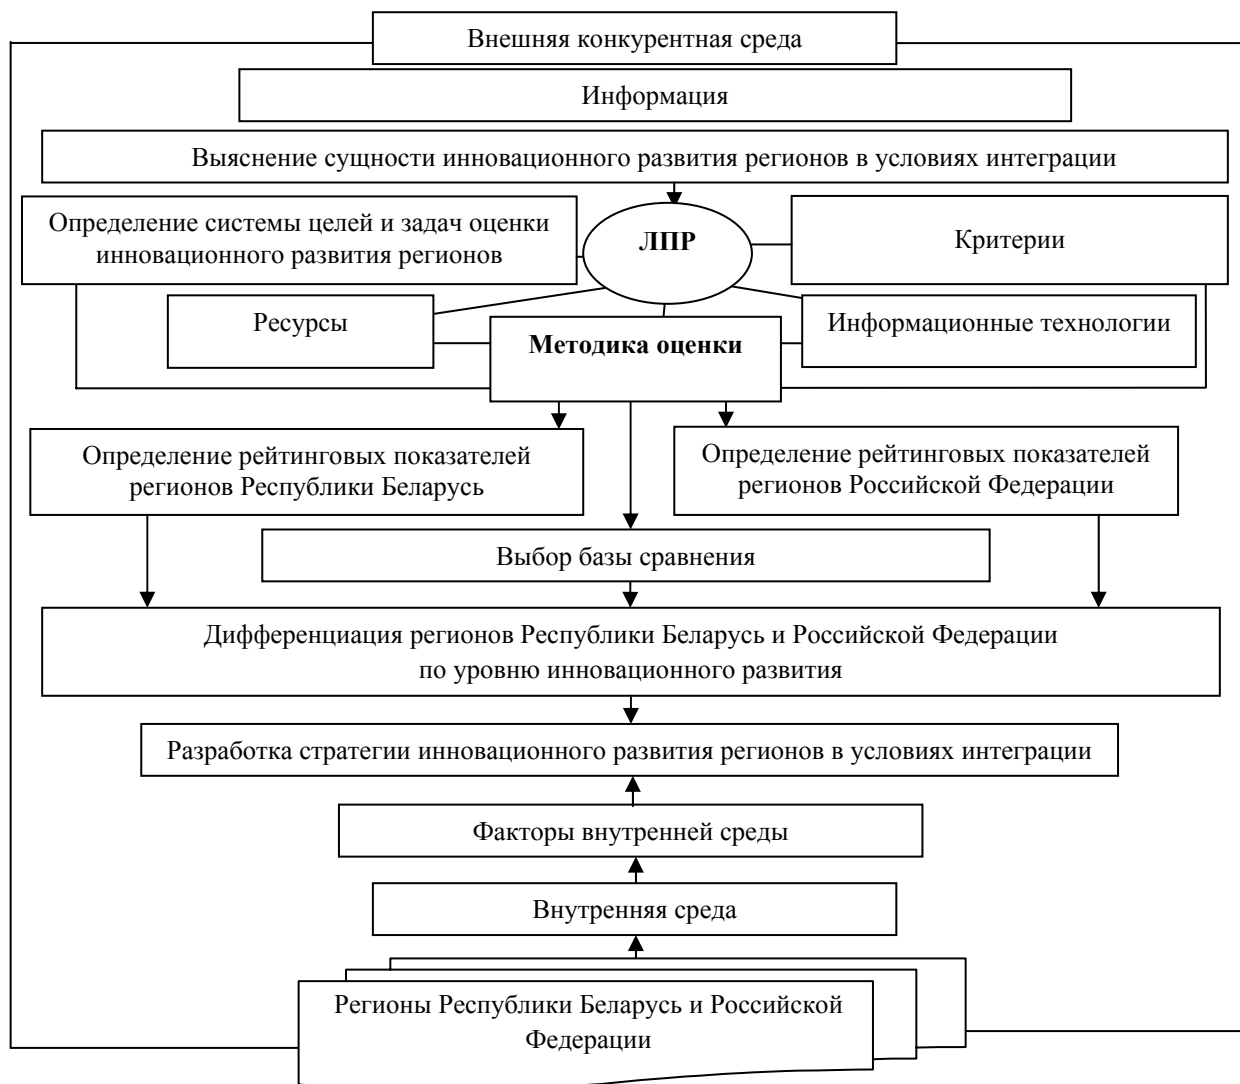 Внешняя конкурентная среда
Информация
Выяснение сущности инновационного развития регионов в условиях интеграции
Определение системы целей и задач оценки
инновационного развития регионов
ЛПР
Критерии
Ресурсы
Методика оценки
Информационные технологии
Определение рейтинговых показателей
регионов Республики Беларусь
Определение рейтинговых показателей
регионов Российской Федерации
Выбор базы сравнения
Дифференциация регионов Республики Беларусь и Российской Федерации
по уровню инновационного развития
Разработка стратегии инновационного развития регионов в условиях интеграции
Факторы внутренней среды
Внутренняя среда
Регионы Республики Беларусь и Российской
Федерации